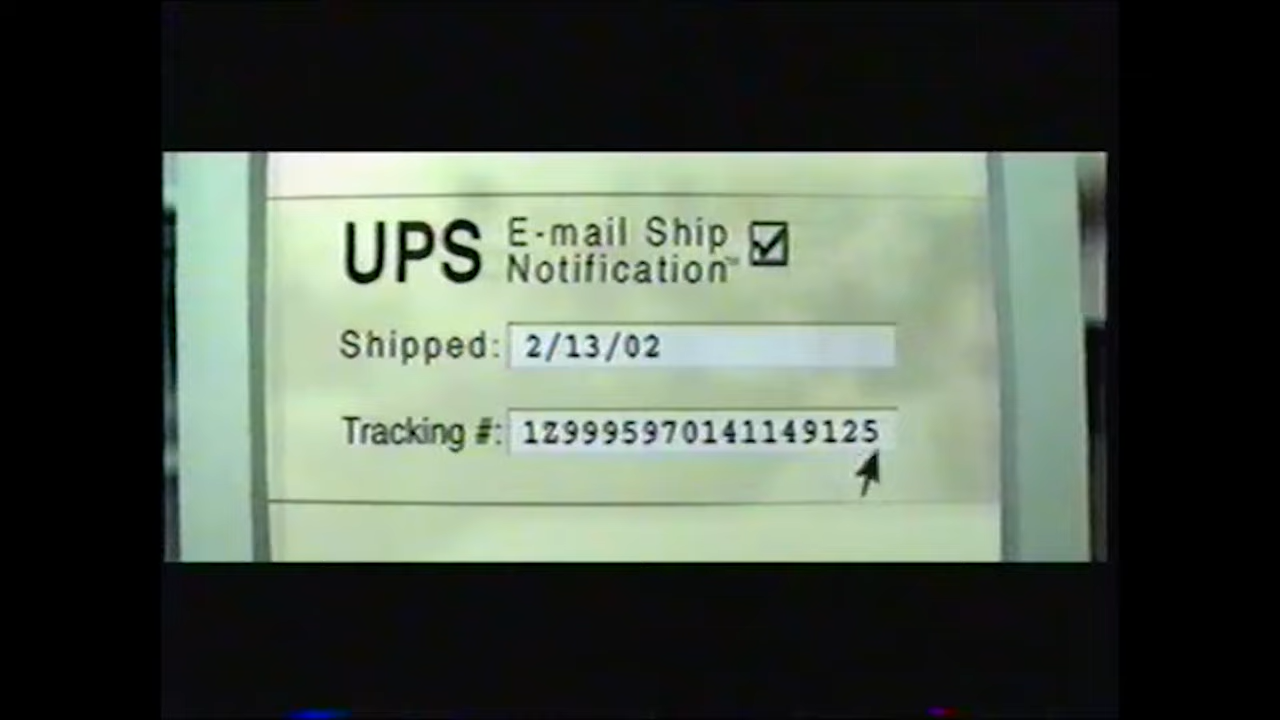 UPS E-mail Ship
Notification™
Shipped: 2/13/02
Tracking #: 1Z9995970141149125